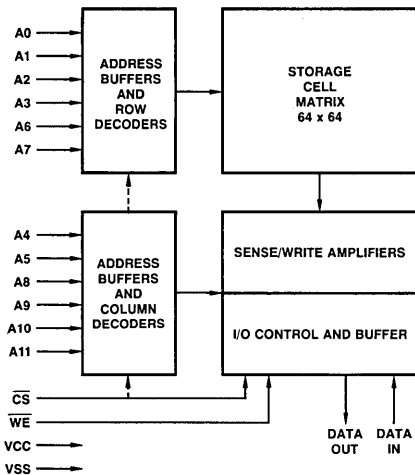 A0
A1
A2
A3
A6
A7
ADDRESS
BUFFERS
AND
ROW
DECODERS
STORAGE
CELL
MATRIX
64 x 64
A4
A5
A8
A9
A10
A11
ADDRESS
BUFFERS
AND
COLUMN
DECODERS
SENSE/WRITE AMPLIFIERS
I/O CONTROL AND BUFFER
C̅S̅
W̅E̅
VCC
VSS
DATA
OUT
DATA
IN